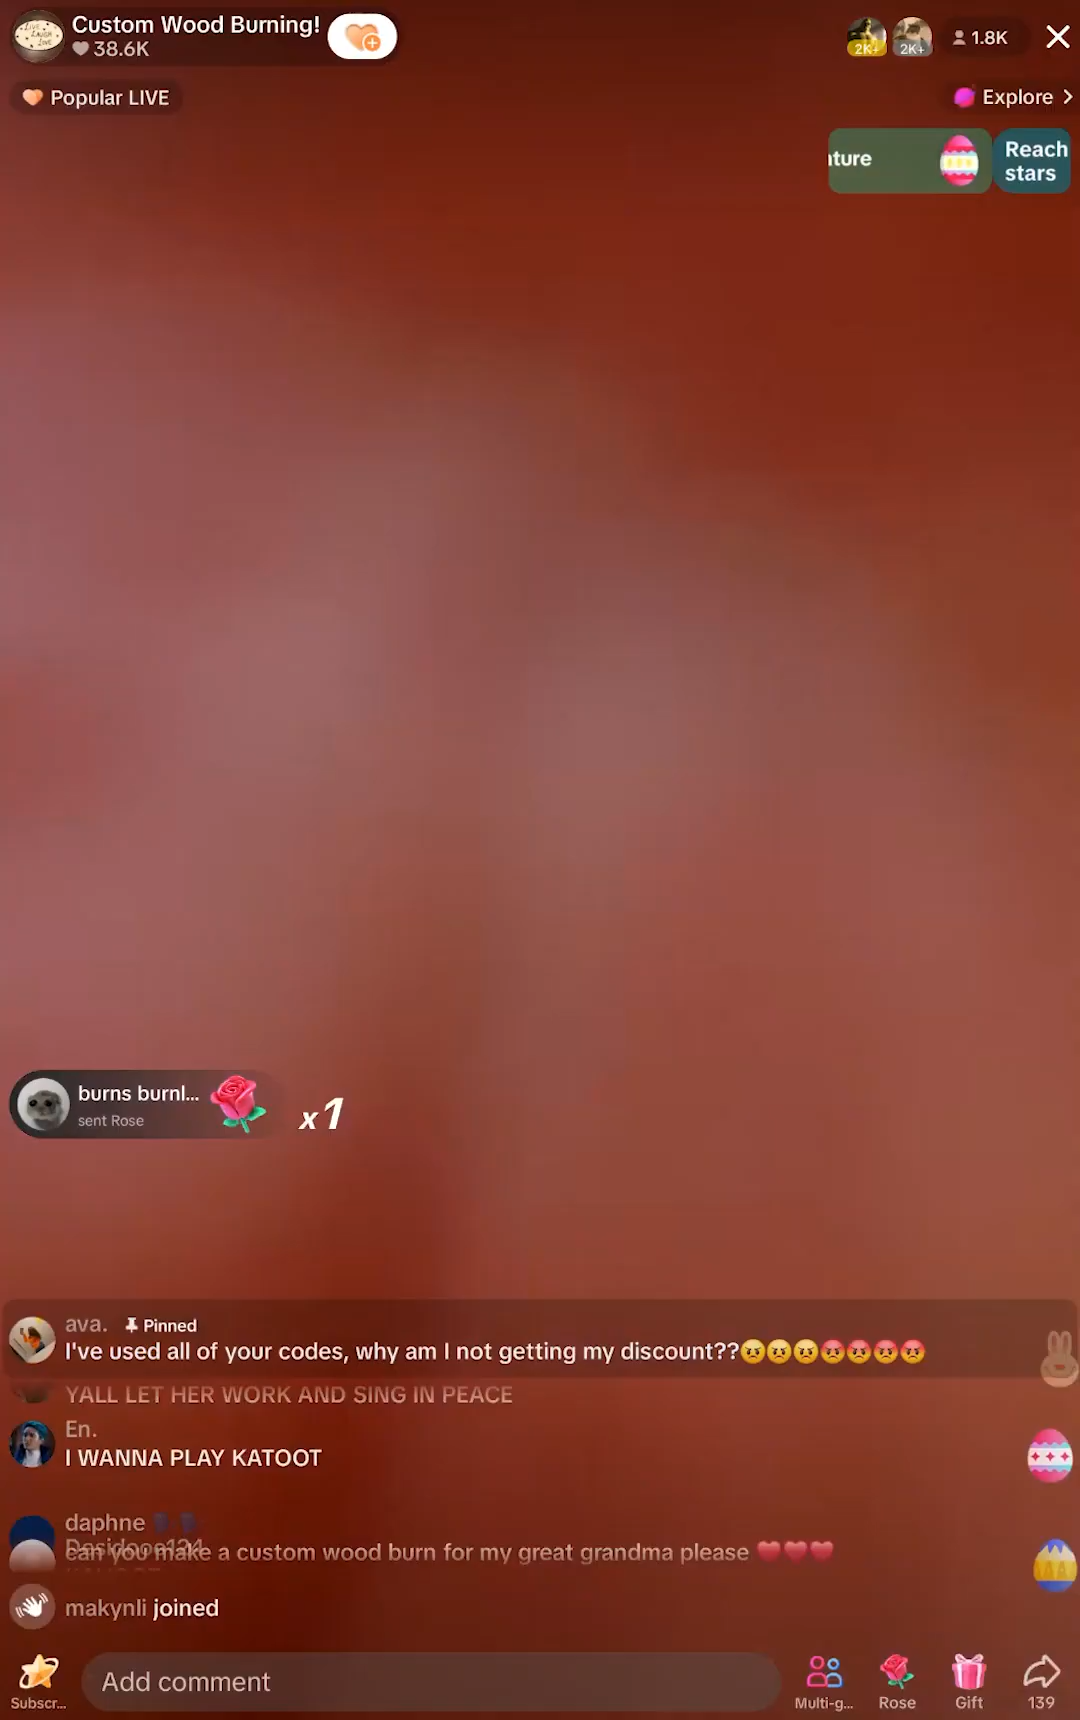 Custom Wood Burning!
38.6K
2K+
2K+
1.8K
Popular LIVE
Explore
ture
Reach
stars
burns burnl...
sent Rose
x1
ava. Pinned
I've used all of your codes, why am I not getting my discount??😠😠😠😡😡😡😡
YALL LET HER WORK AND SING IN PEACE
En.
I WANNA PLAY KATOOT
daphne
can you make a custom wood burn for my great grandma please ❤️❤️❤️
makynli joined
Subscr...
Add comment
Multi-g...
Rose
Gift
139